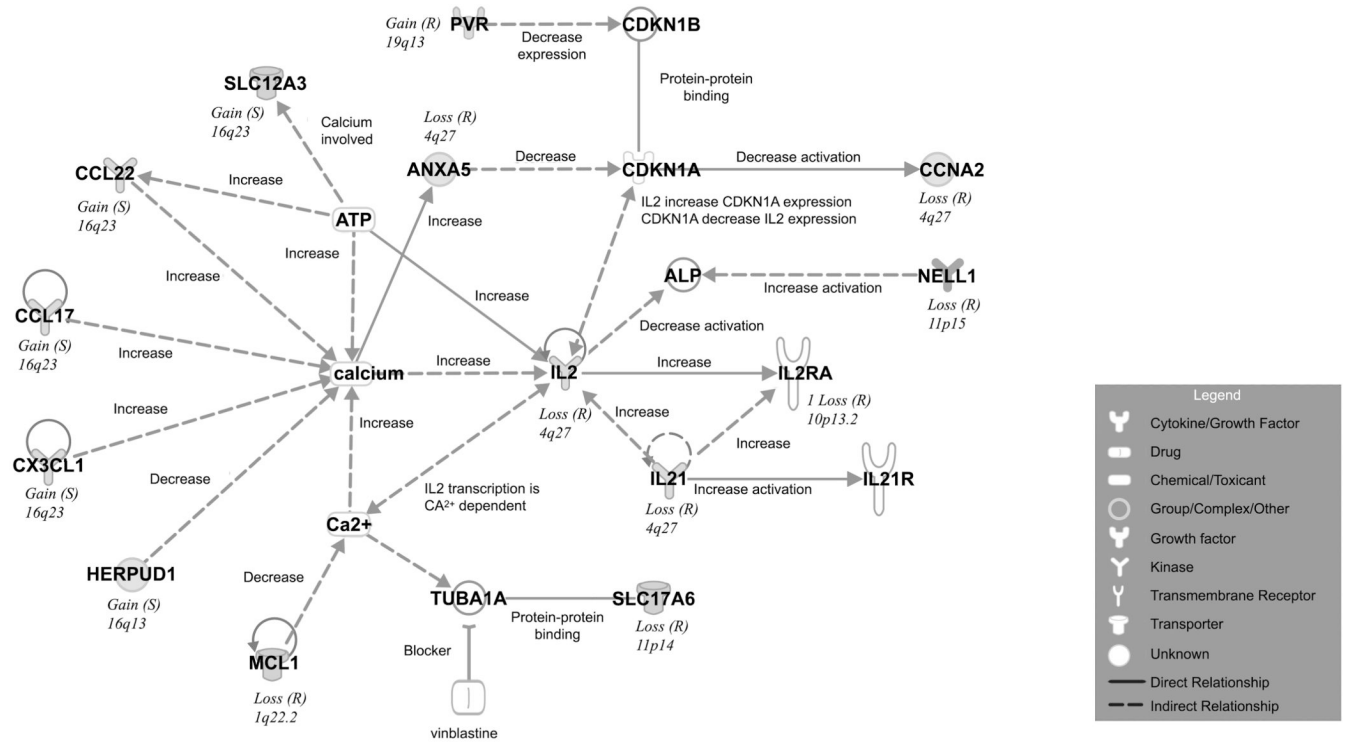 Gain (R)
19q13
PVR
Decrease
expression
CDKN1B
Protein-protein
binding
SLC12A3
Gain (S)
16q23
Calcium
involved
Loss (R)
4q27
ANXA5
Decrease
CDKN1A
Decrease activation
CCNA2
Loss (R)
4q27
IL2 increase CDKN1A expression
CDKN1A decrease IL2 expression
CCL22
Gain (S)
16q23
Increase
ATP
Increase
Increase
Increase
Increase
ALP
Increase activation
NELL1
Loss (R)
11p15
Decrease activation
CCL17
Gain (S)
16q23
Increase
calcium
Increase
IL2
Loss (R)
4q27
Increase
IL2RA
1 Loss (R)
10p13.2
Increase
CX3CL1
Gain (S)
16q23
Increase
Increase
Increase
IL21
Loss (R)
4q27
Increase activation
IL21R
Decrease
IL2 transcription is
CA2+ dependent
Ca2+
HERPUD1
Gain (S)
16q13
Decrease
MCL1
Loss (R)
1q22.2
TUBA1A
Protein-protein
binding
SLC17A6
Loss (R)
11p14
Blocker
vinblastine
Legend
Cytokine/Growth Factor
Drug
Chemical/Toxicant
Group/Complex/Other
Growth factor
Kinase
Transmembrane Receptor
Transporter
Unknown
Direct Relationship
Indirect Relationship